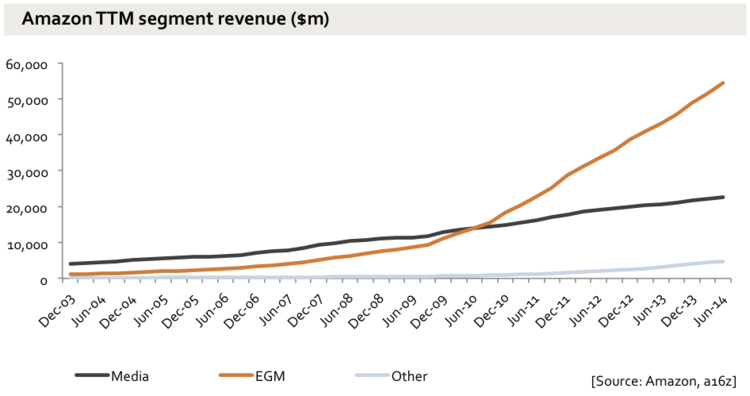 Amazon TTM segment revenue ($m)
60,000
50,000
40,000
30,000
20,000
10,000
0
Dec-03
Jun-04
Dec-04
Jun-05
Dec-05
Jun-06
Dec-06
Jun-07
Dec-07
Jun-08
Dec-08
Jun-09
Dec-09
Jun-10
Dec-10
Jun-11
Dec-11
Jun-12
Dec-12
Jun-13
Dec-13
Jun-14
Media
EGM
Other
[Source: Amazon, a16z]